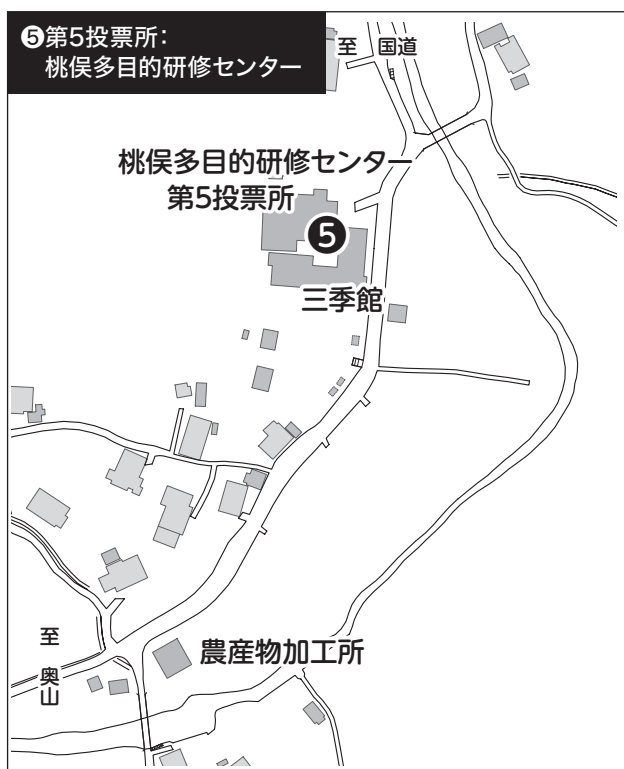 ❺第5投票所：
桃俣多目的研修センター
至 国道
桃俣多目的研修センター
第5投票所
❺
三季館
農産物加工所
至 奥山